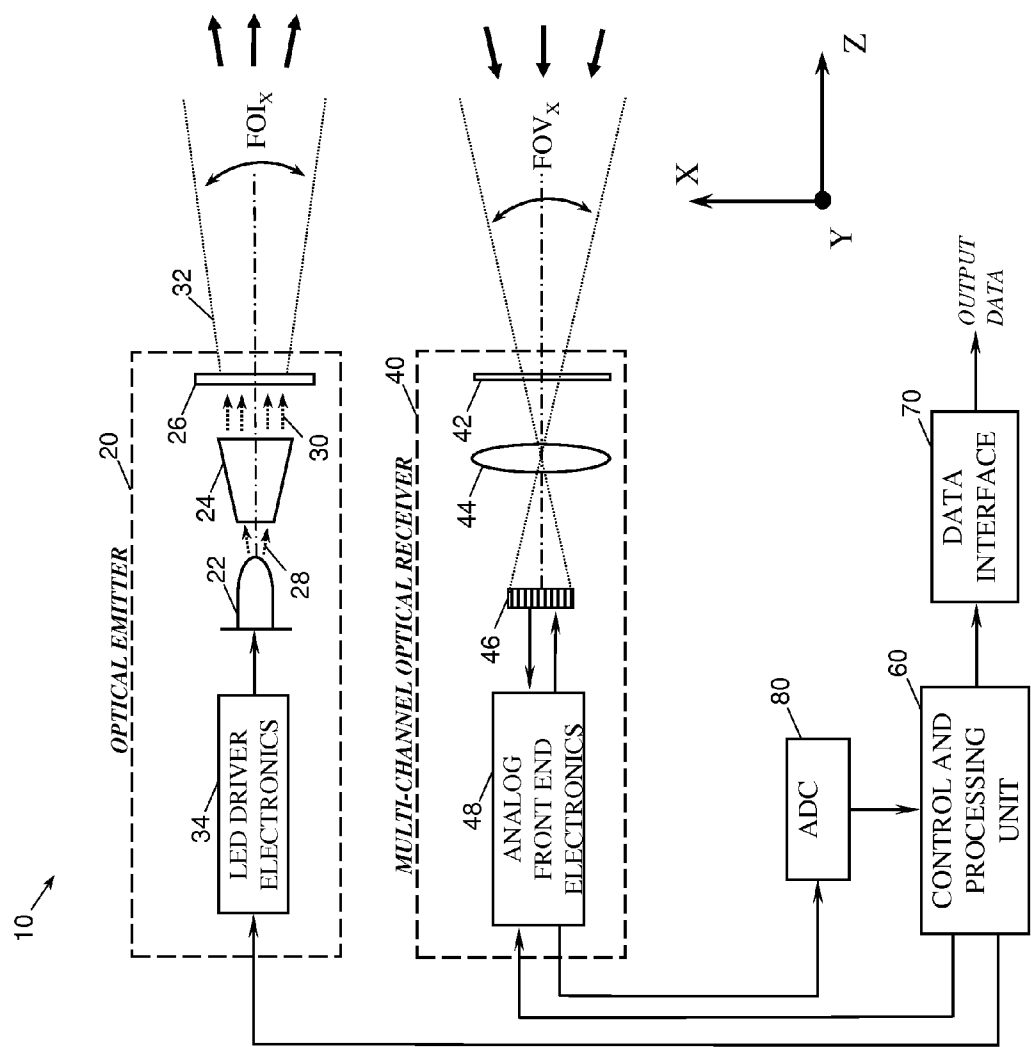 10
OPTICAL EMITTER
20
34
LED DRIVER
ELECTRONICS
22
28
24
30
26
32
FOI X
MULTI-CHANNEL OPTICAL RECEIVER
40
48
ANALOG
FRONT END
ELECTRONICS
46
44
42
FOV X
X
Y
Z
ADC
80
CONTROL AND
PROCESSING
UNIT
60
DATA
INTERFACE
70
OUTPUT
DATA